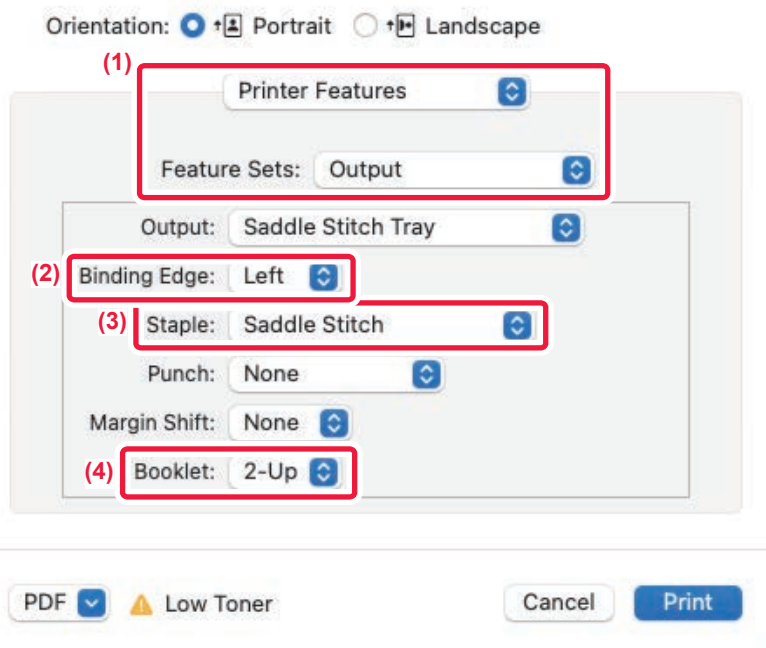 Orientation: Portrait Landscape
(1)
Printer Features
Feature Sets: Output
Output: Saddle Stitch Tray
(2) Binding Edge: Left
(3) Staple: Saddle Stitch
Punch: None
Margin Shift: None
(4) Booklet: 2-Up
PDF Low Toner Cancel Print